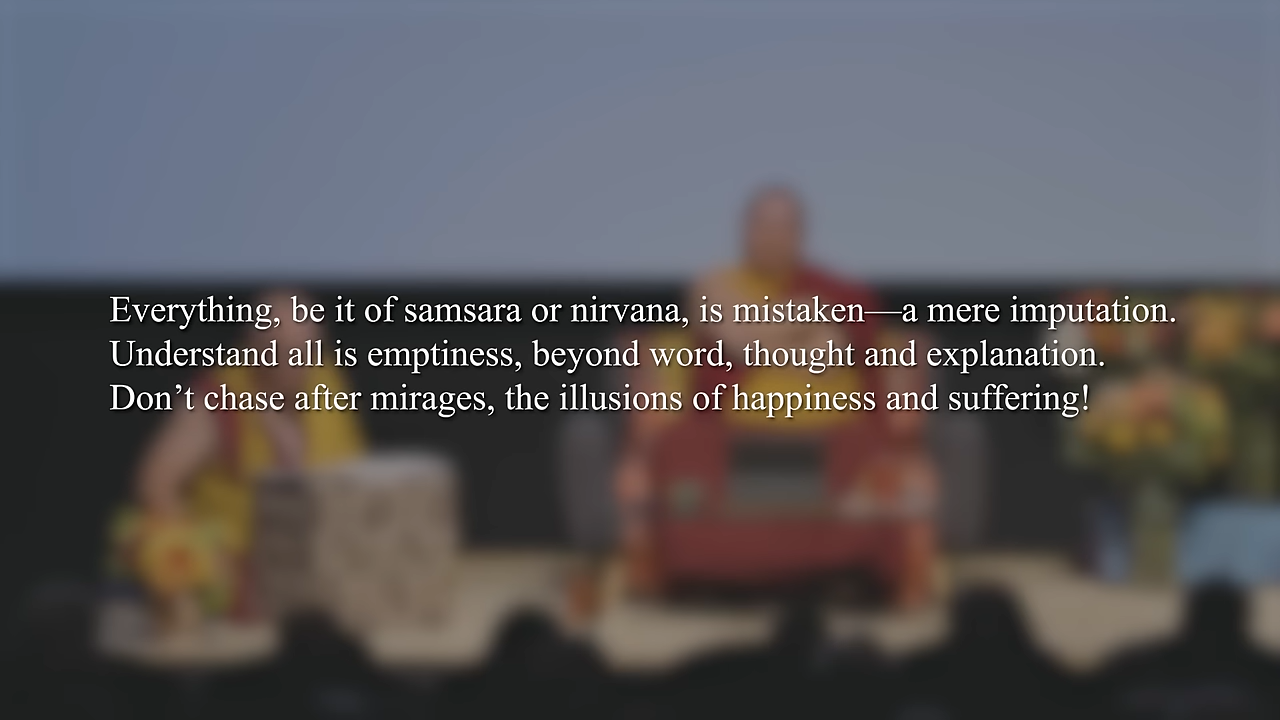 Everything, be it of samsara or nirvana, is mistaken—a mere imputation.
Understand all is emptiness, beyond word, thought and explanation.
Don’t chase after mirages, the illusions of happiness and suffering!